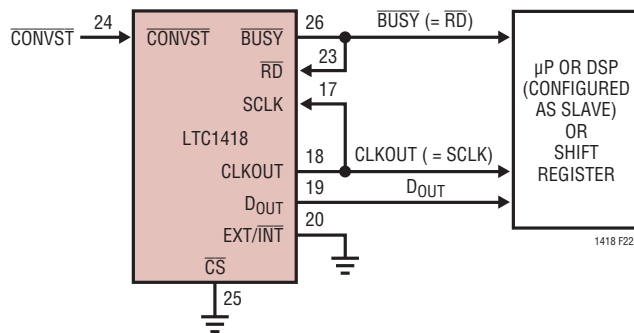 24
CONVST
CONVST
BUSY
26
BUSY (= RD)
RD
23
SCLK
17
LTC1418
CLKOUT
18
CLKOUT ( = SCLK)
DOUT
19
DOUT
EXT/INT
20
CS
25
µP OR DSP
(CONFIGURED
AS SLAVE)
OR
SHIFT
REGISTER
1418 F22